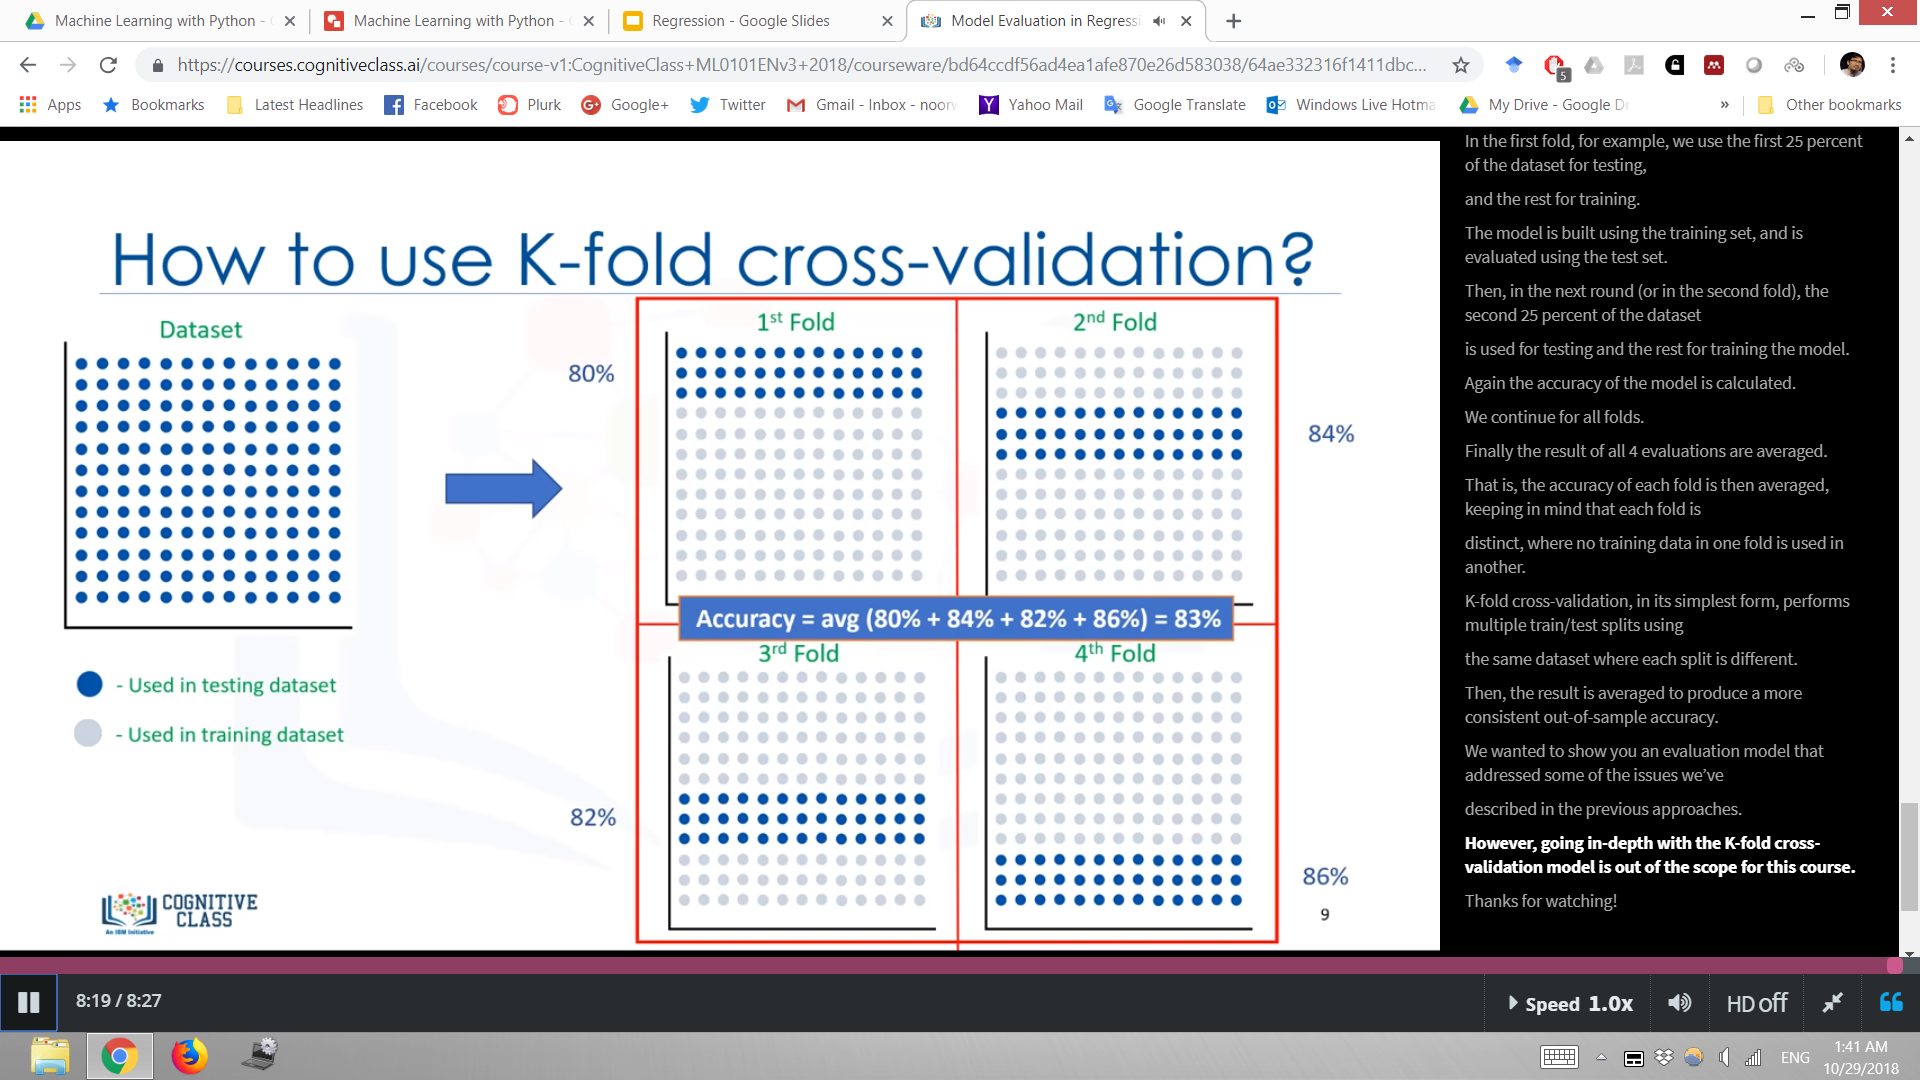 Machine Learning with Python -
Machine Learning with Python -
Regression - Google Slides
Model Evaluation in Regressi
https://courses.cognitiveclass.ai/courses/course-v1:CognitiveClass+ML0101ENv3+2018/courseware/bd64ccdf56ad4ea1afe870e26d583038/64ae332316f1411dbc...
5
Apps
Bookmarks
Latest Headlines
Facebook
Plurk
Google+
Twitter
Gmail - Inbox - noorv
Yahoo Mail
Google Translate
Windows Live Hotma
My Drive - Google Dr
»
Other bookmarks
How to use K-fold cross-validation?
Dataset
- Used in testing dataset
- Used in training dataset
1st Fold
2nd Fold
80%
84%
Accuracy = avg (80% + 84% + 82% + 86%) = 83%
3rd Fold
4th Fold
82%
86%
9
COGNITIVE
CLASS
An IBM Initiative
In the first fold, for example, we use the first 25 percent
of the dataset for testing,
and the rest for training.
The model is built using the training set, and is
evaluated using the test set.
Then, in the next round (or in the second fold), the
second 25 percent of the dataset
is used for testing and the rest for training the model.
Again the accuracy of the model is calculated.
We continue for all folds.
Finally the result of all 4 evaluations are averaged.
That is, the accuracy of each fold is then averaged,
keeping in mind that each fold is
distinct, where no training data in one fold is used in
another.
K-fold cross-validation, in its simplest form, performs
multiple train/test splits using
the same dataset where each split is different.
Then, the result is averaged to produce a more
consistent out-of-sample accuracy.
We wanted to show you an evaluation model that
addressed some of the issues we've
described in the previous approaches.
However, going in-depth with the K-fold cross-
validation model is out of the scope for this course.
Thanks for watching!
8:19 / 8:27
Speed 1.0x
HD off
ENG
1:41 AM
10/29/2018